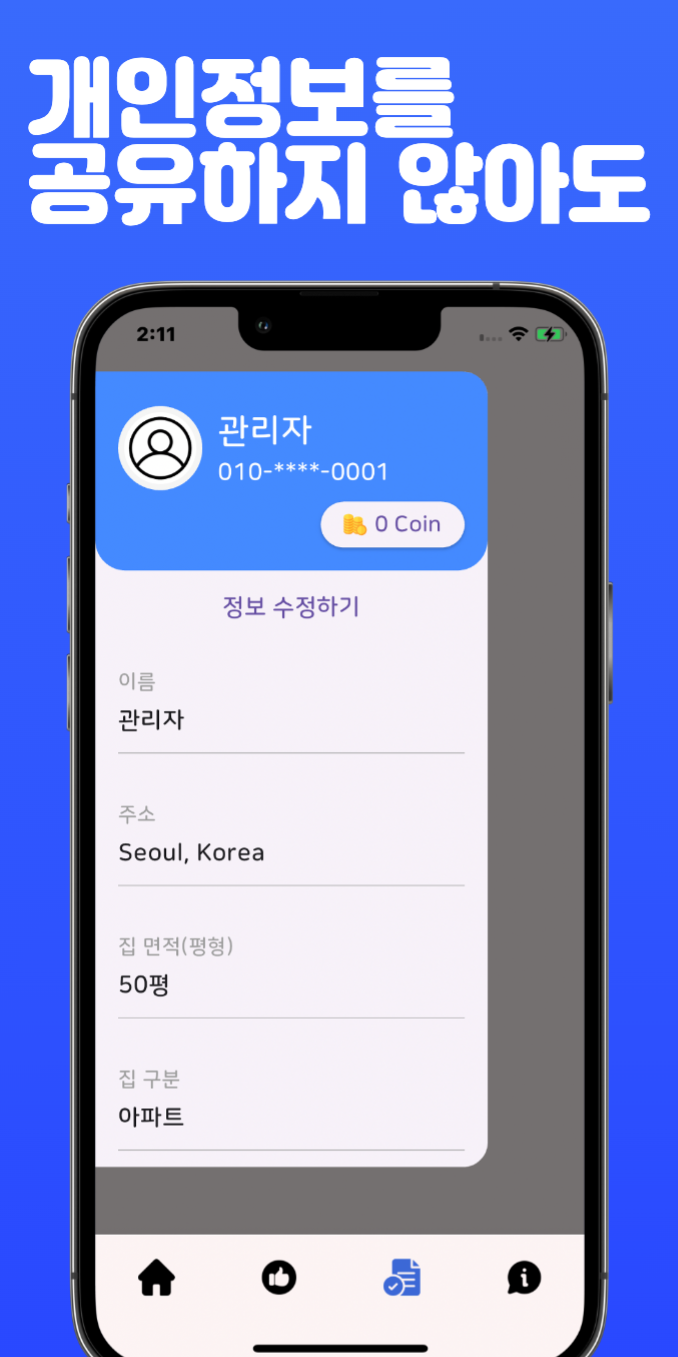 개인정보를
공유하지 않아도
2:11
관리자
010-****-0001
0 Coin
정보 수정하기
이름
관리자
주소
Seoul, Korea
집 면적(평형)
50평
집 구분
아파트